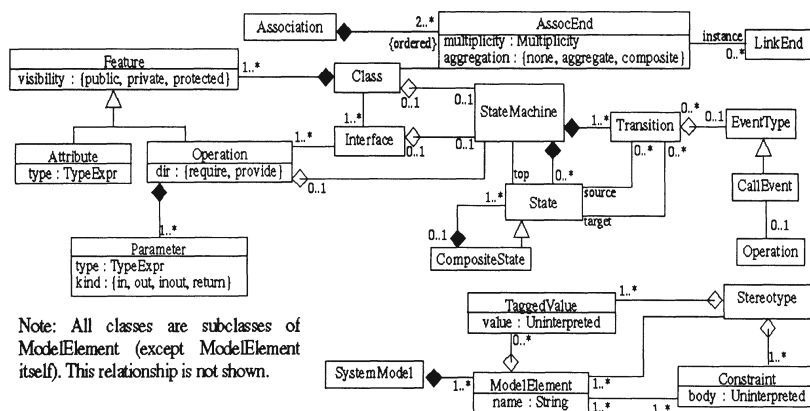 Association
2..*
{ordered}
AssocEnd
multiplicity : Multiplicity
aggregation : {none, aggregate, composite}
instance
0..*
LinkEnd
Feature
visibility : {public, private, protected}
1..*
Class
0..1
0..1
StateMachine
1..*
Transition
0..*
0..1
EventType
1..*
Interface
1..*
0..1
0..1
0..*
0..*
Attribute
type : TypeExpr
Operation
dir : {require, provide}
0..1
top
0..*
CallEvent
1..*
State
source
target
0..1
Operation
0..1
CompositeState
1..*
Parameter
type : TypeExpr
kind : {in, out, inout, return}
TaggedValue
value : Uninterpreted
1..*
Stereotype
0..*
Note: All classes are subclasses of
ModelElement (except ModelElement
itself). This relationship is not shown.
SystemModel
1..*
ModelElement
name : String
1..*
1..*
1..*
1..*
Constraint
body : Uninterpreted